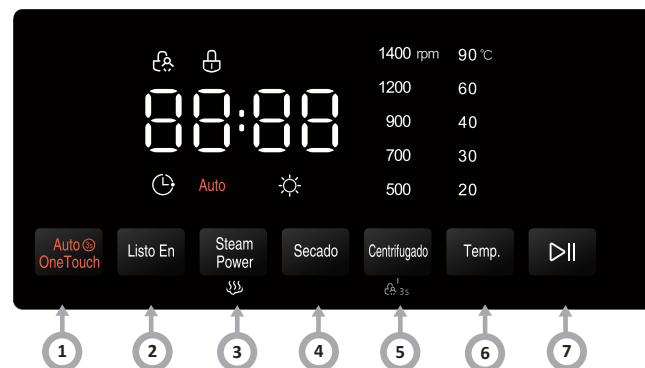 1400 rpm 90 °C
1200 60
88:88
900 40
700 30
Auto
500 20
Auto 3s
OneTouch
Listo En
Steam
Power
Secado
Centrifugado
Temp.
3s
1 2 3 4 5 6 7